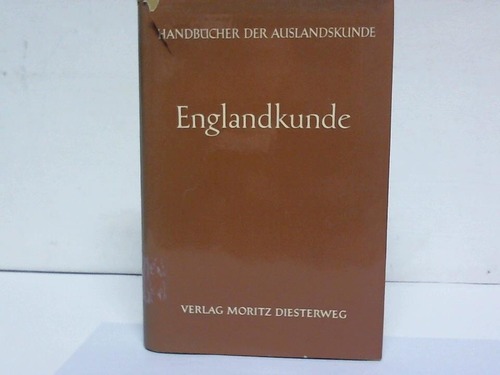 HANDBÜCHER DER AUSLANDSKUNDE
Englandkunde
VERLAG MORITZ DIESTERWEG